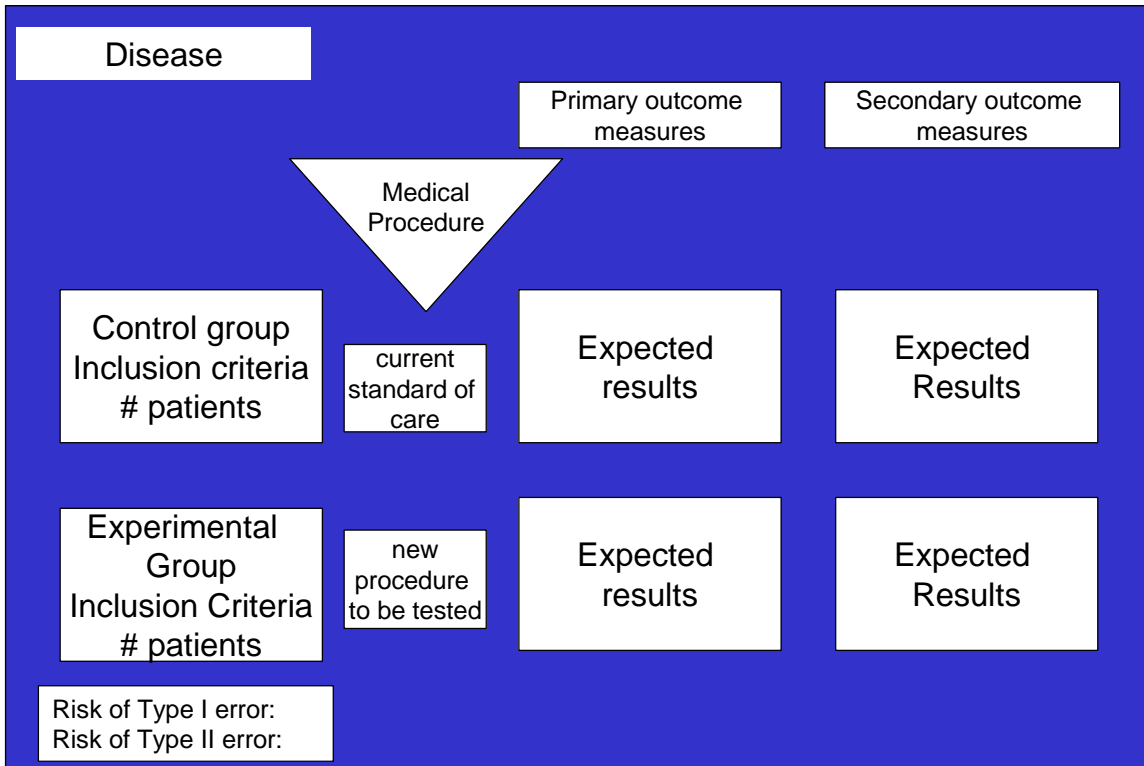 Disease
Primary outcome
measures
Secondary outcome
measures
Medical
Procedure
Control group
Inclusion criteria
# patients
current
standard of
care
Expected
results
Expected
Results
Experimental
Group
Inclusion Criteria
# patients
new
procedure
to be tested
Expected
results
Expected
Results
Risk of Type I error:
Risk of Type II error: